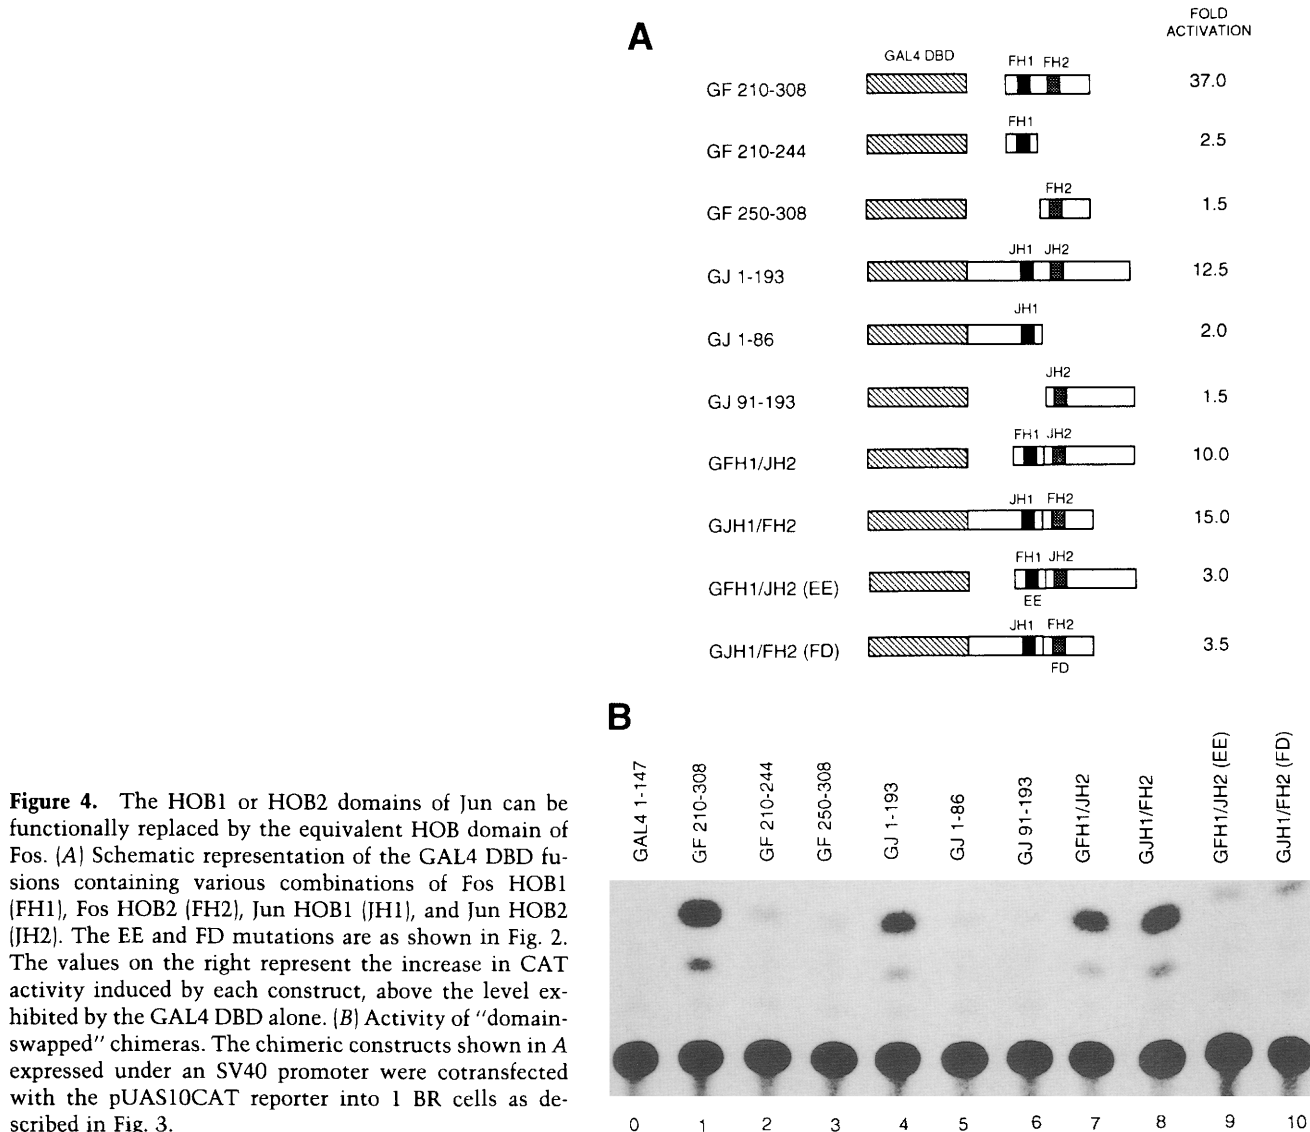 A
FOLD
ACTIVATION
GAL4 DBD
FH1 FH2
GF 210-308
37.0
FH1
GF 210-244
2.5
FH2
GF 250-308
1.5
JH1 JH2
GJ 1-193
12.5
JH1
GJ 1-86
2.0
JH2
GJ 91-193
1.5
FH1 JH2
GFH1/JH2
10.0
JH1 FH2
GJH1/FH2
15.0
FH1 JH2
GFH1/JH2 (EE)
3.0
EE
JH1 FH2
GJH1/FH2 (FD)
3.5
FD
B
GAL4 1-147
GF 210-308
GF 210-244
GF 250-308
GJ 1-193
GJ 1-86
GJ 91-193
GFH1/JH2
GJH1/FH2
GFH1/JH2 (EE)
GJH1/FH2 (FD)
0 1 2 3 4 5 6 7 8 9 10
Figure 4. The HOB1 or HOB2 domains of Jun can be
functionally replaced by the equivalent HOB domain of
Fos. (A) Schematic representation of the GAL4 DBD fu-
sions containing various combinations of Fos HOB1
(FH1), Fos HOB2 (FH2), Jun HOB1 (JH1), and Jun HOB2
(JH2). The EE and FD mutations are as shown in Fig. 2.
The values on the right represent the increase in CAT
activity induced by each construct, above the level ex-
hibited by the GAL4 DBD alone. (B) Activity of "domain-
swapped" chimeras. The chimeric constructs shown in A
expressed under an SV40 promoter were cotransfected
with the pUAS10CAT reporter into 1 BR cells as de-
scribed in Fig. 3.